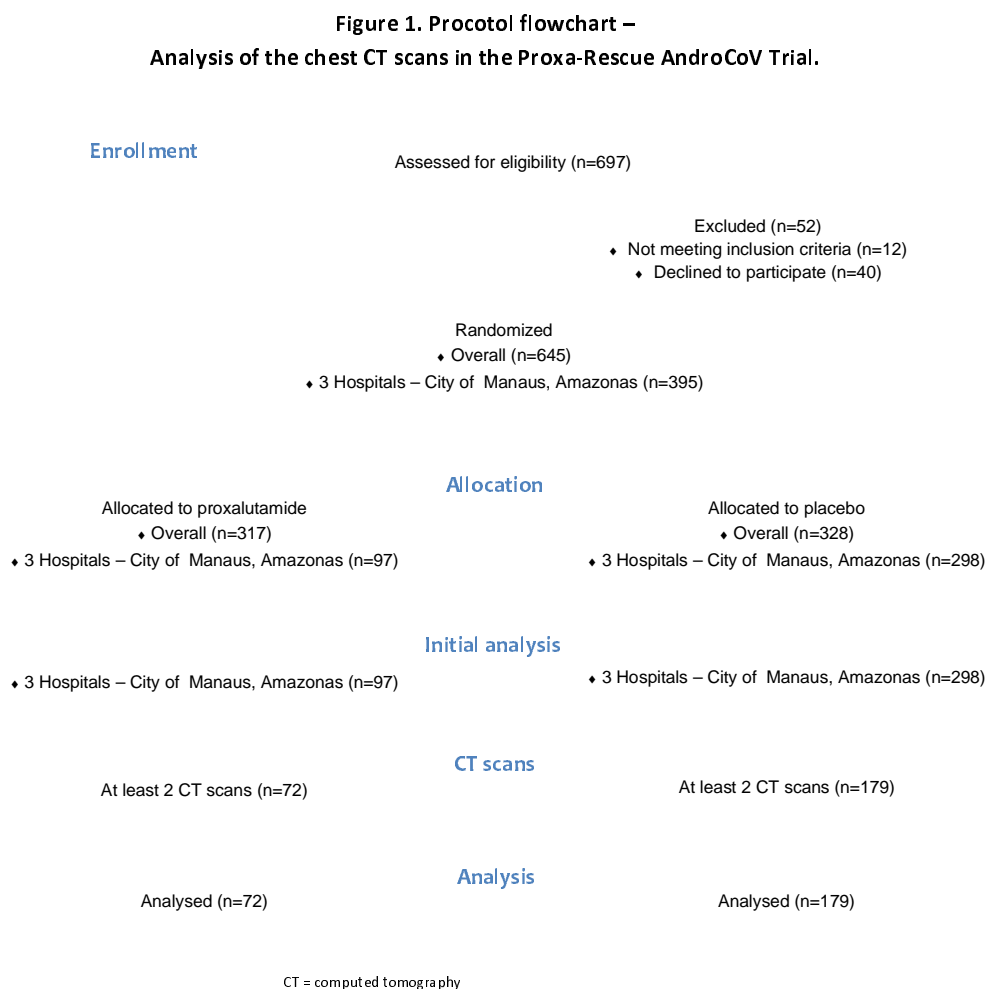 Figure 1. Procotol flowchart –
Analysis of the chest CT scans in the Proxa-Rescue AndroCoV Trial.
Enrollment
Assessed for eligibility (n=697)
Excluded (n=52)
♦ Not meeting inclusion criteria (n=12)
♦ Declined to participate (n=40)
Randomized
♦ Overall (n=645)
♦ 3 Hospitals – City of Manaus, Amazonas (n=395)
Allocation
Allocated to proxalutamide
♦ Overall (n=317)
♦ 3 Hospitals – City of Manaus, Amazonas (n=97)
Allocated to placebo
♦ Overall (n=328)
♦ 3 Hospitals – City of Manaus, Amazonas (n=298)
Initial analysis
♦ 3 Hospitals – City of Manaus, Amazonas (n=97)
♦ 3 Hospitals – City of Manaus, Amazonas (n=298)
CT scans
At least 2 CT scans (n=72)
At least 2 CT scans (n=179)
Analysis
Analysed (n=72)
Analysed (n=179)
CT = computed tomography